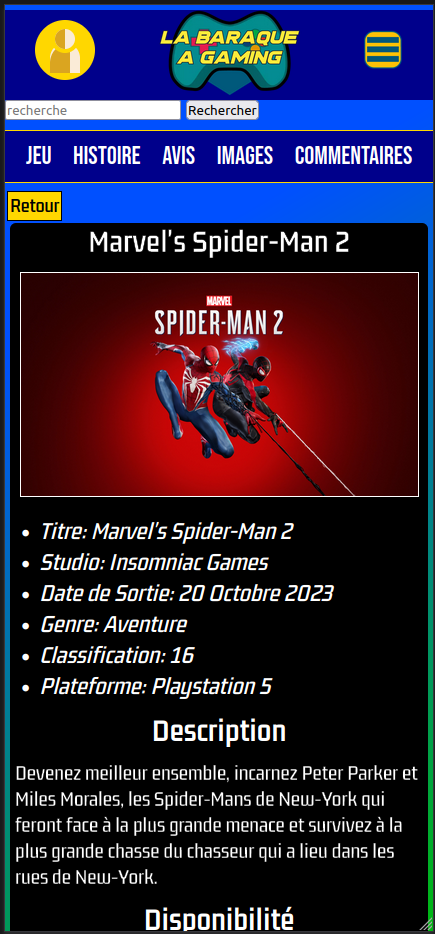 LA BARAQUE
A GAMING
recherche
Rechercher
JEU HISTOIRE AVIS IMAGES COMMENTAIRES
Retour
Marvel's Spider-Man 2
MARVEL
SPIDER-MAN 2
• Titre: Marvel's Spider-Man 2
• Studio: Insomniac Games
• Date de Sortie: 20 Octobre 2023
• Genre: Aventure
• Classification: 16
• Plateforme: Playstation 5
Description
Devenez meilleur ensemble, incarnez Peter Parker et
Miles Morales, les Spider-Mans de New-York qui
feront face à la plus grande menace et survivez à la
plus grande chasse du chasseur qui a lieu dans les
rues de New-York.
Disponibilité